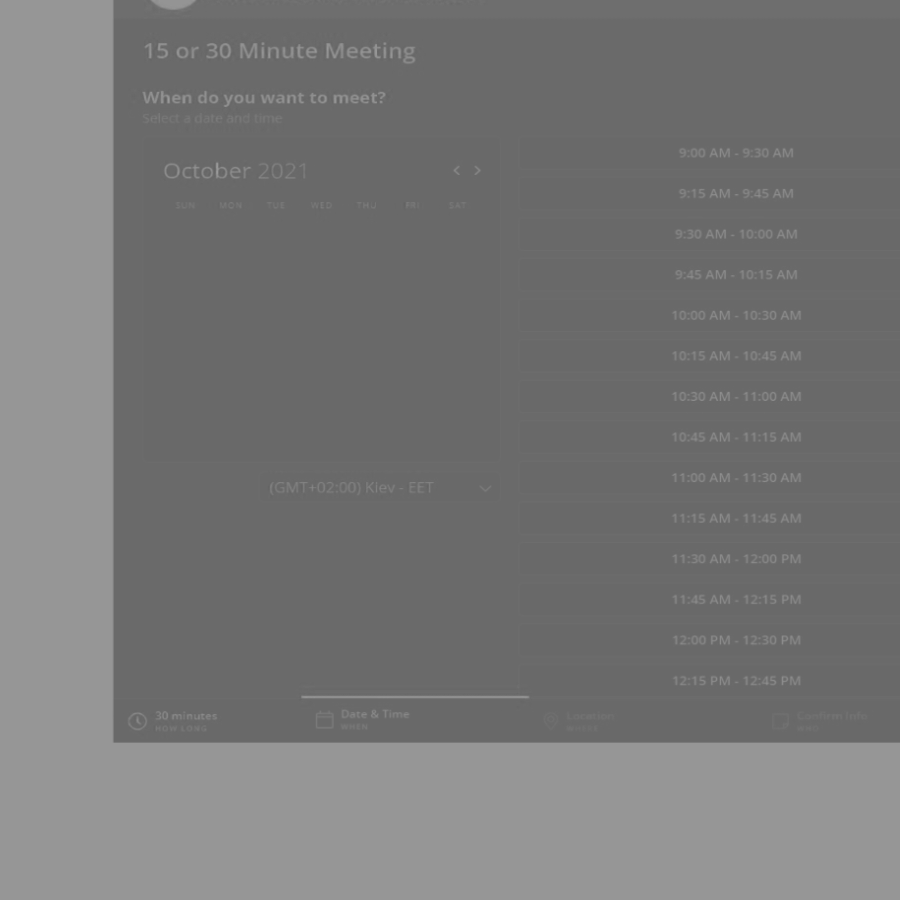 15 or 30 Minute Meeting
When do you want to meet?
Select a date and time
October 2021
< >
SUN MON TUE WED THU FRI SAT
(GMT+02:00) Kiev - EET
9:00 AM - 9:30 AM
9:15 AM - 9:45 AM
9:30 AM - 10:00 AM
9:45 AM - 10:15 AM
10:00 AM - 10:30 AM
10:15 AM - 10:45 AM
10:30 AM - 11:00 AM
10:45 AM - 11:15 AM
11:00 AM - 11:30 AM
11:15 AM - 11:45 AM
11:30 AM - 12:00 PM
11:45 AM - 12:15 PM
12:00 PM - 12:30 PM
12:15 PM - 12:45 PM
30 minutes
HOW LONG
Date & Time
WHEN
Location
Confirm Info